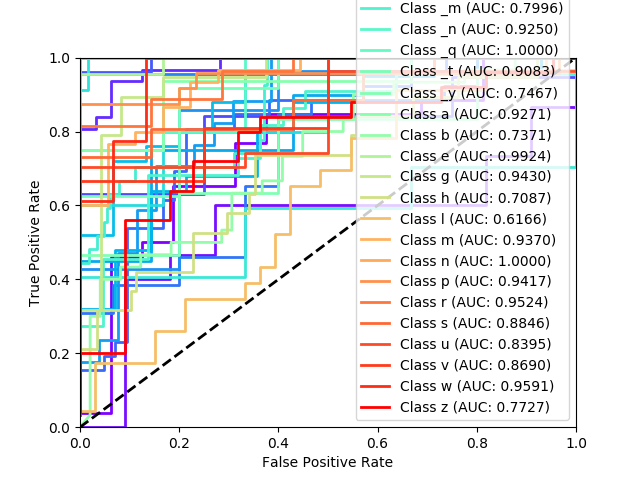 Class _m (AUC: 0.7996)
Class _n (AUC: 0.9250)
Class _q (AUC: 1.0000)
Class _t (AUC: 0.9083)
Class _y (AUC: 0.7467)
Class a (AUC: 0.9271)
Class b (AUC: 0.7371)
Class e (AUC: 0.9924)
Class g (AUC: 0.9430)
Class h (AUC: 0.7087)
Class l (AUC: 0.6166)
Class m (AUC: 0.9370)
Class n (AUC: 1.0000)
Class p (AUC: 0.9417)
Class r (AUC: 0.9524)
Class s (AUC: 0.8846)
Class u (AUC: 0.8395)
Class v (AUC: 0.8690)
Class w (AUC: 0.9591)
Class z (AUC: 0.7727)
True Positive Rate
1.0
0.8
0.6
0.4
0.2
0.0
0.0 0.2 0.4 0.6 0.8 1.0
False Positive Rate